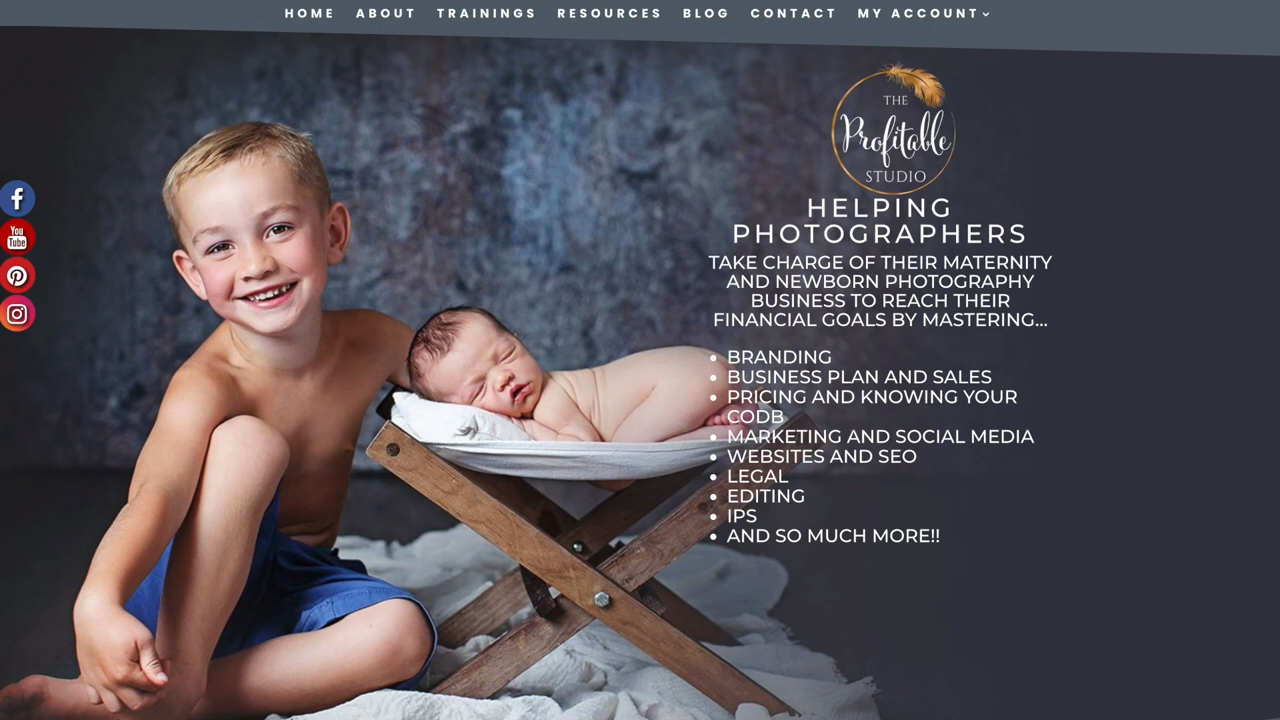 HOME ABOUT TRAININGS RESOURCES BLOG CONTACT MY ACCOUNT
THE
Profitable
STUDIO
HELPING
PHOTOGRAPHERS
TAKE CHARGE OF THEIR MATERNITY
AND NEWBORN PHOTOGRAPHY
BUSINESS TO REACH THEIR
FINANCIAL GOALS BY MASTERING...
You
Tube
• BRANDING
• BUSINESS PLAN AND SALES
• PRICING AND KNOWING YOUR
CODB
• MARKETING AND SOCIAL MEDIA
• WEBSITES AND SEO
• LEGAL
• EDITING
• IPS
• AND SO MUCH MORE!!